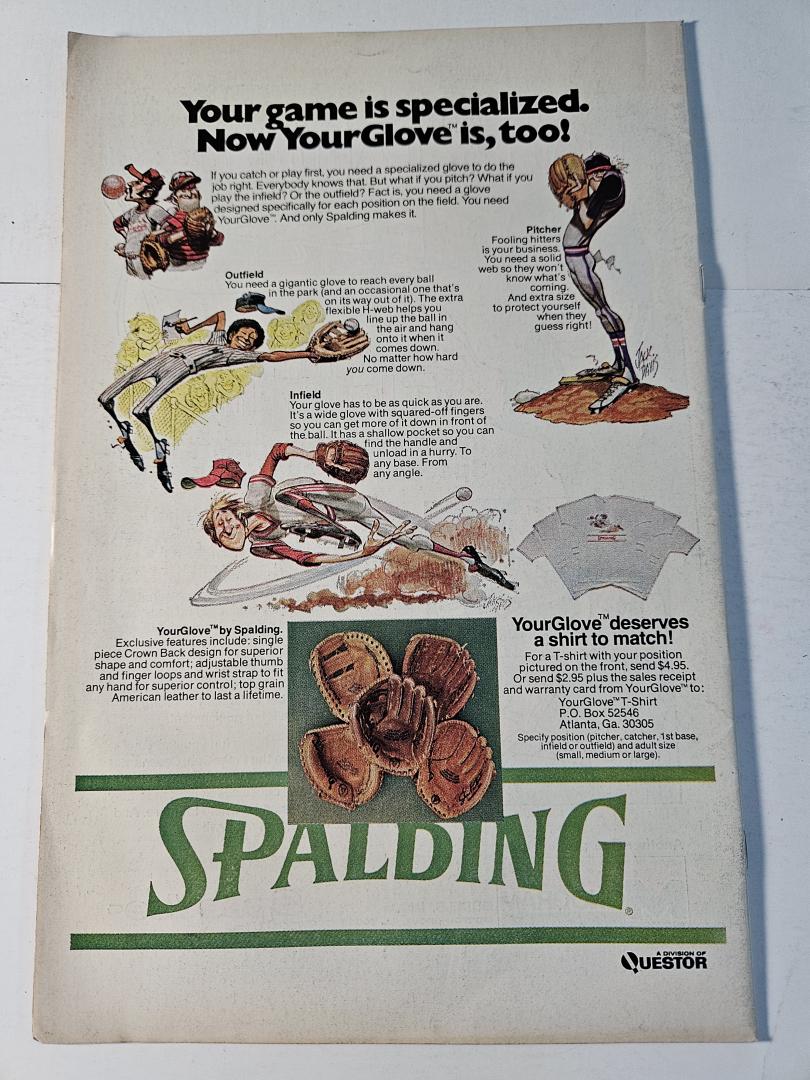 Your game is specialized.
Now YourGlove™ is, too!
If you catch or play first, you need a specialized glove to do the
job right. Everybody knows that. But what if you pitch? What if you
play the infield? Or the outfield? Fact is, you need a glove
designed specifically for each position on the field. You need
YourGlove™. And only Spalding makes it.
Pitcher
Fooling hitters
is your business.
You need a solid
web so they won't
know what's
coming.
And extra size
to protect yourself
when they
guess right!
JACK
DAVIS
Outfield
You need a gigantic glove to reach every ball
in the park (and an occasional one that's
on its way out of it). The extra
flexible H-web helps you
line up the ball in
the air and hang
onto it when it
comes down.
No matter how hard
you come down.
Infield
Your glove has to be as quick as you are.
It's a wide glove with squared-off fingers
so you can get more of it down in front of
the ball. It has a shallow pocket so you can
find the handle and
unload in a hurry. To
any base. From
any angle.
SPALDING
YourGlove™ by Spalding.
Exclusive features include: single
piece Crown Back design for superior
shape and comfort; adjustable thumb
and finger loops and wrist strap to fit
any hand for superior control; top grain
American leather to last a lifetime.
YourGlove™ deserves
a shirt to match!
For a T-shirt with your position
pictured on the front, send $4.95.
Or send $2.95 plus the sales receipt
and warranty card from YourGlove™ to:
YourGlove™ T-Shirt
P.O. Box 52546
Atlanta, Ga. 30305
Specify position (pitcher, catcher, 1st base,
infield or outfield) and adult size
(small, medium or large).
SPALDING®
A DIVISION OF
QUESTOR